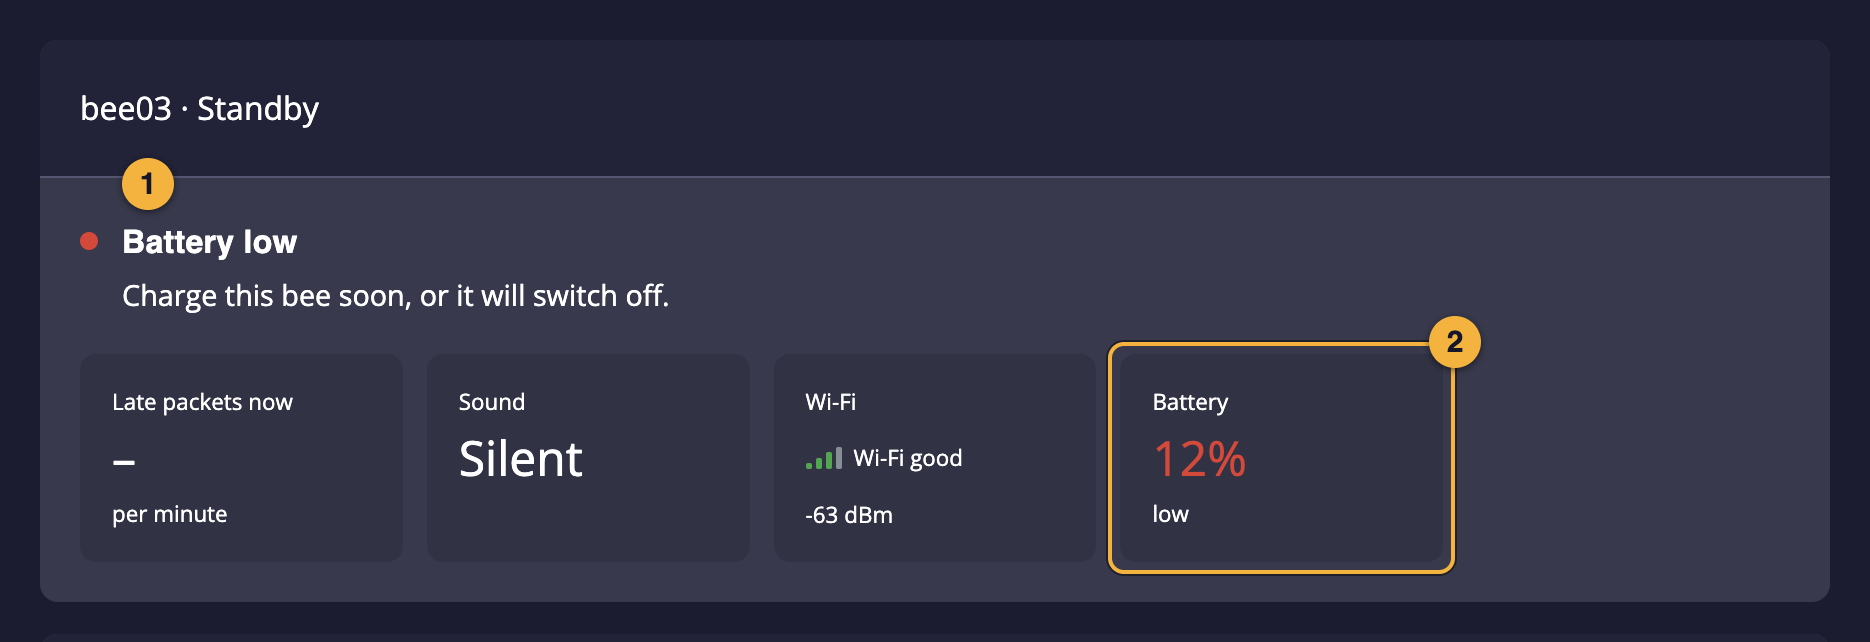 bee03 · Standby
1
Battery low
Charge this bee soon, or it will switch off.
2
Late packets now
–
per minute
Sound
Silent
Wi-Fi
Wi-Fi good
-63 dBm
Battery
12%
low